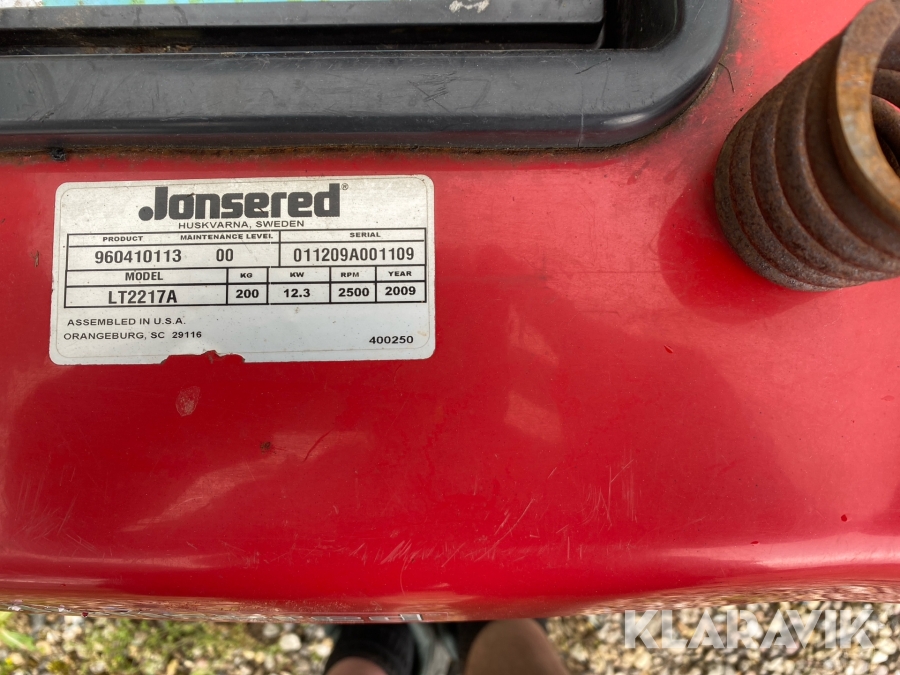 Jonsered®
HUSKVARNA, SWEDEN
PRODUCT MAINTENANCE LEVEL SERIAL
960410113 00 011209A001109
MODEL KG KW RPM YEAR
LT2217A 200 12.3 2500 2009
ASSEMBLED IN U.S.A.
ORANGEBURG, SC 29116
400250
KLARAVIK